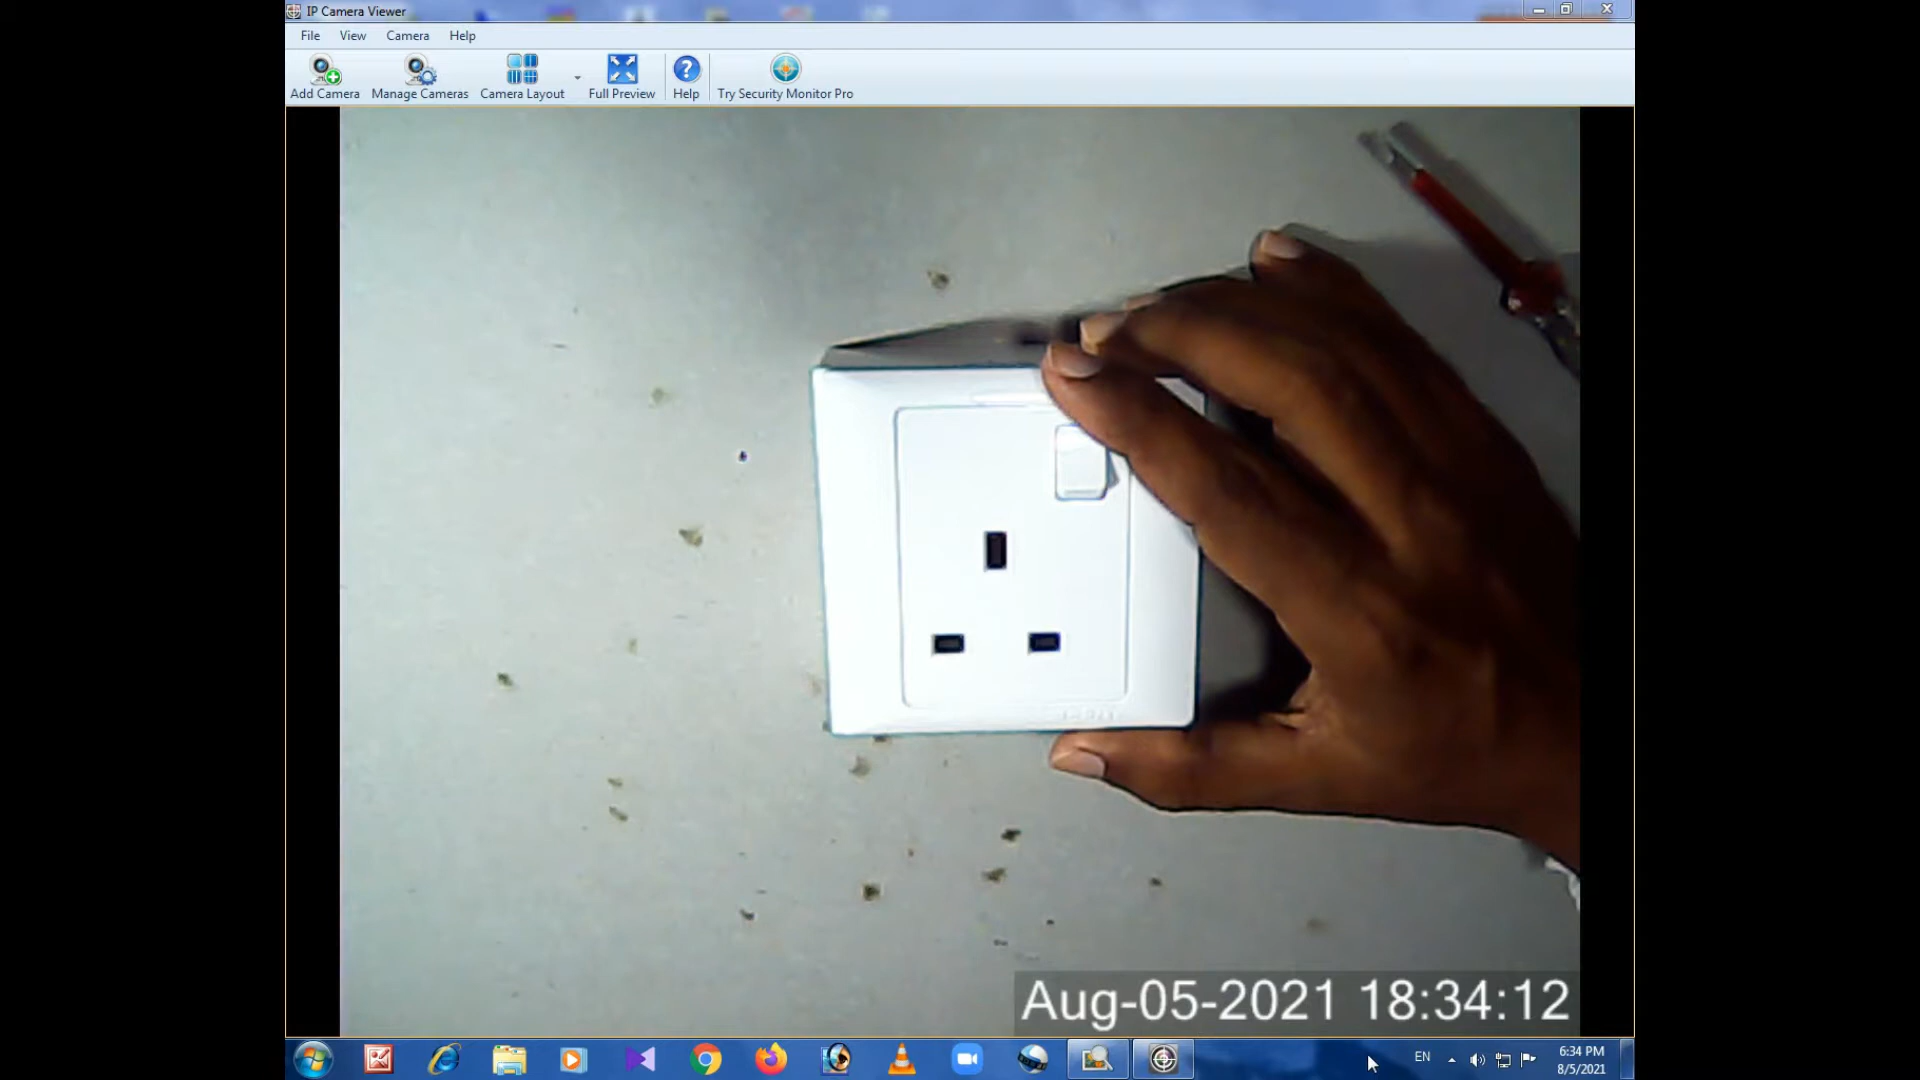 IP Camera Viewer
File View Camera Help
Add Camera Manage Cameras Camera Layout Full Preview Help Try Security Monitor Pro
Aug-05-2021 18:34:12
EN 6:34 PM
8/5/2021